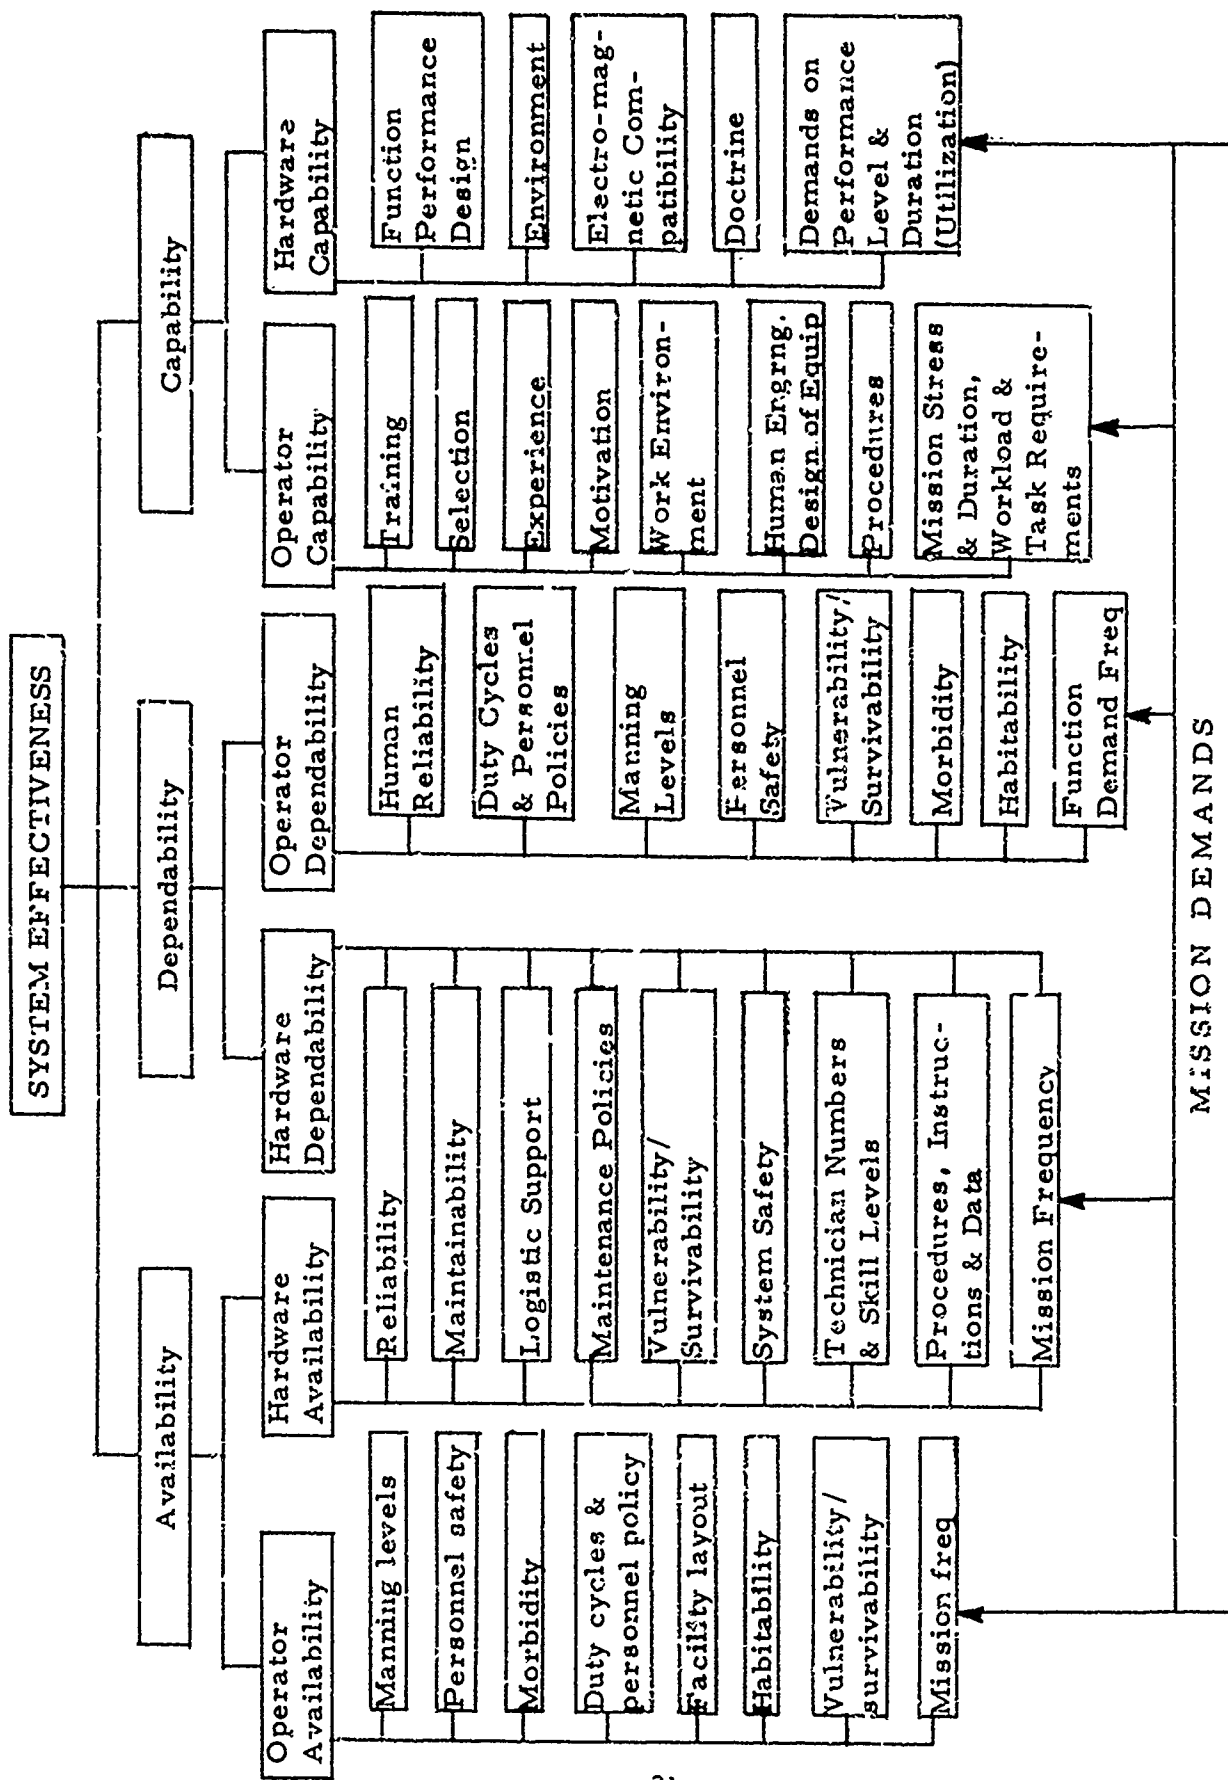 SYSTEM EFFECTIVENESS
Availability
Dependability
Capability
Operator
Availability
Hardware
Availability
Hardware
Dependability
Operator
Dependability
Operator
Capability
Hardware
Capability
Manning levels
Personnel safety
Morbidity
Duty cycles &
personnel policy
Facility layout
Habitability
Vulnerability/
survivability
Mission freq
Reliability
Maintainability
Logistic Support
Maintenance Policies
Vulnerability/
Survivability
System Safety
Technician Numbers
& Skill Levels
Procedures, Instruc-
tions & Data
Mission Frequency
Human
Reliability
Duty Cycles
& Personnel
Policies
Manning
Levels
Personnel
Safety
Vulnerability/
Survivability
Morbidity
Habitability
Function
Demand Freq
Training
Selection
Experience
Motivation
Work Environ-
ment
Human Engrng.
Design of Equip
Procedures
Mission Stress
& Duration,
Workload &
Task Require-
ments
Function
Performance
Design
Environment
Electro-mag-
netic Com-
patibility
Doctrine
Demands on
Performance
Level &
Duration
(Utilization)
MISSION DEMANDS